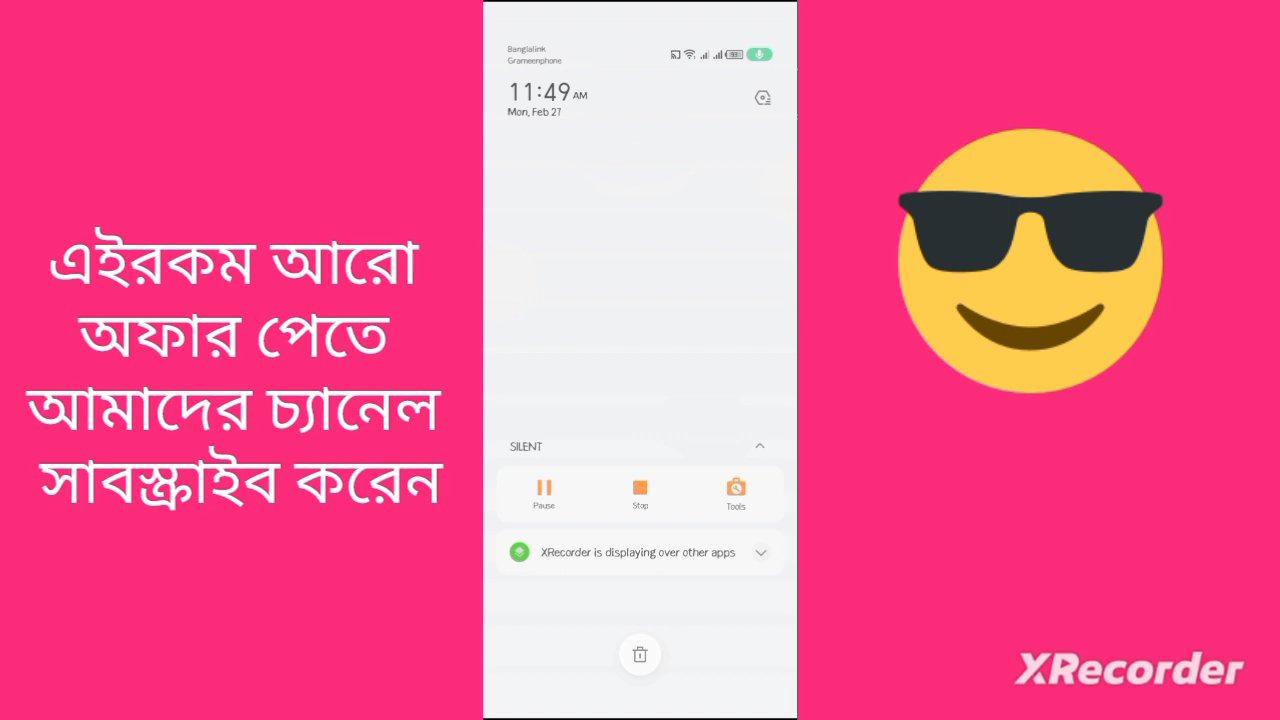 এইরকম আরো
অফার পেতে
আমাদের চ্যানেল
সাবস্ক্রাইব করেন
Banglalink
Grameenphone
11:49 AM
Mon, Feb 27
SILENT
Pause Stop Tools
XRecorder is displaying over other apps
XRecorder